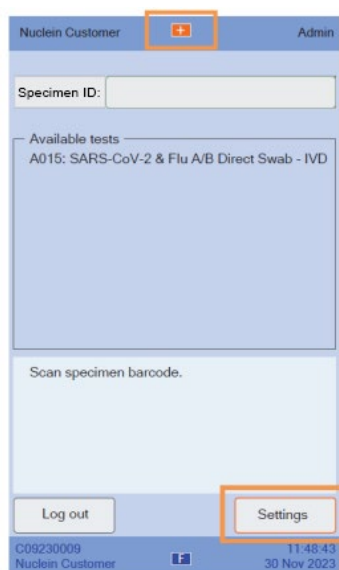 Nuclein Customer + Admin
Specimen ID:
Available tests
A015: SARS-CoV-2 & Flu A/B Direct Swab - IVD
Scan specimen barcode.
Log out Settings
C09230009 11:48:43
Nuclein Customer F 30 Nov 2023